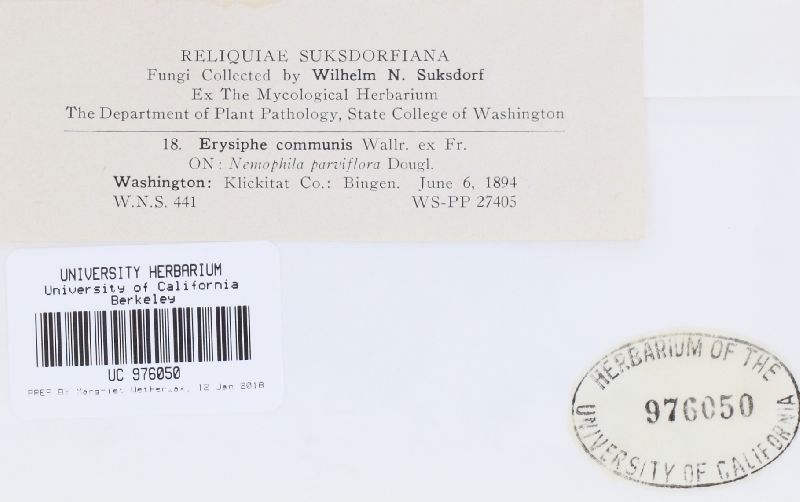 RELIQUIAE SUKSDORFIANA
Fungi Collected by Wilhelm N. Suksdorf
Ex The Mycological Herbarium
The Department of Plant Pathology, State College of Washington
18. Erysiphe communis Wallr. ex Fr.
ON: Nemophila parviflora Dougl.
Washington: Klickitat Co.: Bingen. June 6, 1894
W.N.S. 441 WS-PP 27405
UNIVERSITY HERBARIUM
University of California
Berkeley
UC 976050
PREP BY Margriet Wetherwax, 12 Jan 2018
HERBARIUM OF THE
976050
UNIVERSITY OF CALIFORNIA